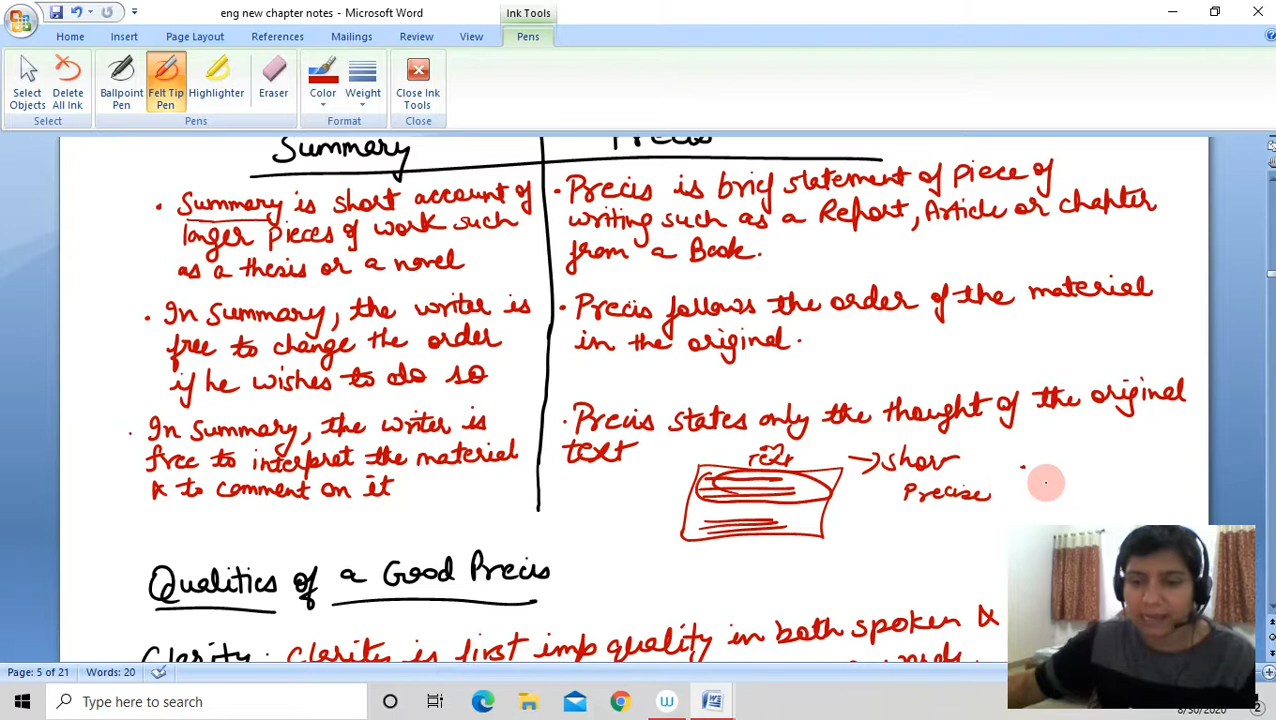 eng new chapter notes - Microsoft Word
Ink Tools
Home
Insert
Page Layout
References
Mailings
Review
View
Pens
Select Objects
Delete All Ink
Ballpoint Pen
Felt Tip Pen
Highlighter
Eraser
Color
Weight
Close Ink Tools
Select
Pens
Format
Close
Summary
Precis
• Summary is short account of
larger pieces of work such
as a thesis or a novel
• In Summary, the writer is
free to change the order
if he wishes to do so
• In Summary, the writer is
free to interpret the material
& to comment on it
• Precis is brief statement of piece of
writing such as a Report, Article or chapter
from a Book.
• Precis follows the order of the material
in the original.
• Precis states only the thought of the original
text
→ short
Precise
Qualities of a Good Precis
Clarity: Clarity is first imp quality in both spoken &
words
Page: 5 of 21
Words: 20
Type here to search
8/30/2020
2